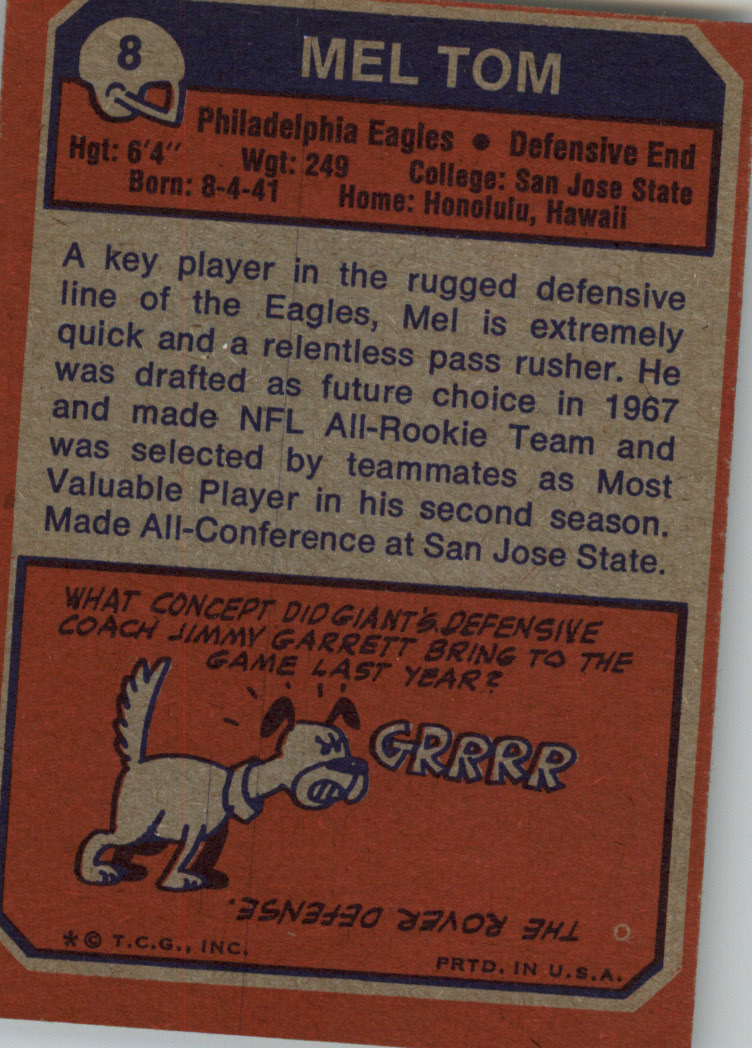 8
MEL TOM
Philadelphia Eagles • Defensive End
Hgt: 6'4" Wgt: 249 College: San Jose State
Born: 8-4-41 Home: Honolulu, Hawaii
A key player in the rugged defensive
line of the Eagles, Mel is extremely
quick and a relentless pass rusher. He
was drafted as future choice in 1967
and made NFL All-Rookie Team and
was selected by teammates as Most
Valuable Player in his second season.
Made All-Conference at San Jose State.
WHAT CONCEPT DID GIANT'S DEFENSIVE
COACH JIMMY GARRETT BRING TO THE
GAME LAST YEAR?
GRRRR
THE ROVER DEFENSE.
*© T.C.G., INC.
PRTD. IN U.S.A.